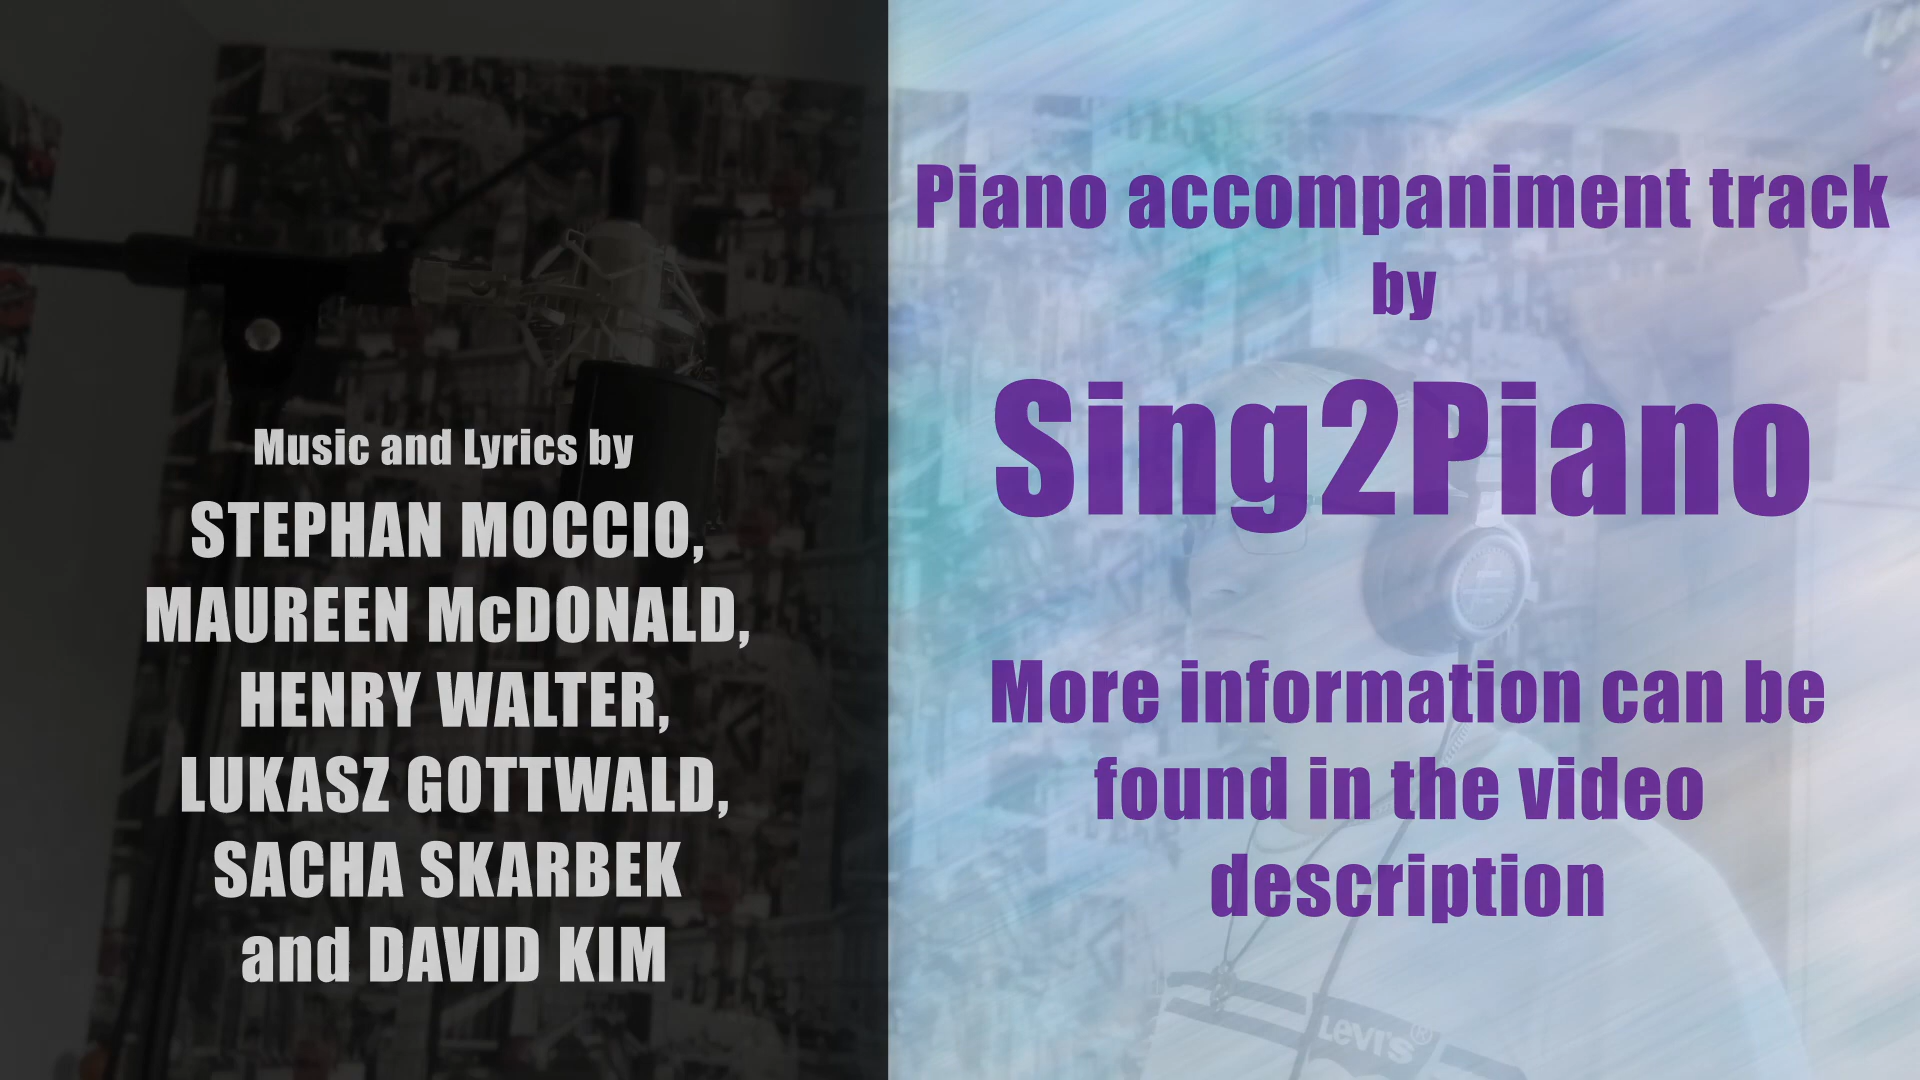 Music and Lyrics by
STEPHAN MOCCIO,
MAUREEN McDONALD,
HENRY WALTER,
LUKASZ GOTTWALD,
SACHA SKARBEK
and DAVID KIM
Piano accompaniment track
by
Sing2Piano
More information can be
found in the video
description
LEVI'S®